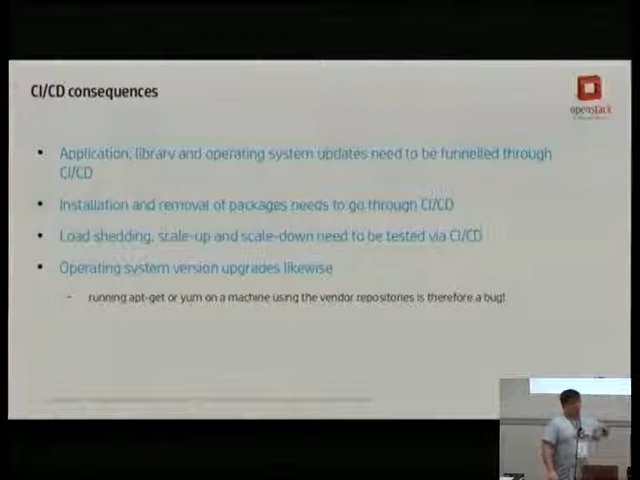 CI/CD consequences
openstack
Application, library and operating system updates need to be funnelled through
CI/CD
Installation and removal of packages needs to go through CI/CD
Load shedding, scale-up and scale-down need to be tested via CI/CD
Operating system version upgrades likewise
- running apt-get or yum on a machine using the vendor repositories is therefore a bug!